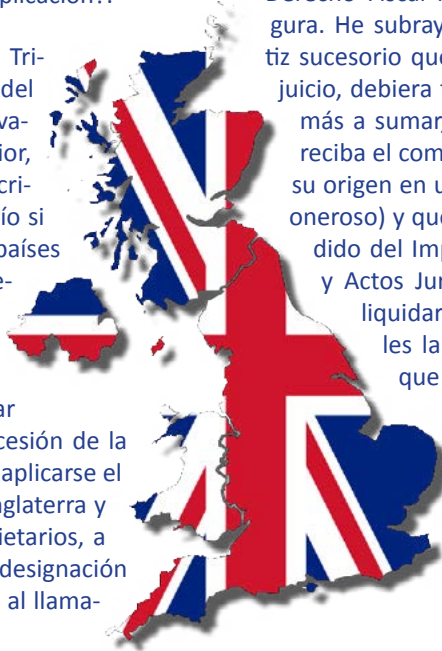 plicación?
Tri-
del
va-
ior,
cri-
ío si
países
e-
ar
cesión de la
aplicarse el
nglaterra y
ietarios, a
designación
al llama-
Derecho Fiscal
gura. He subray
tiz sucesorio que
juicio, debiera
más a sumar,
reciba el com
su origen en u
oneroso) y que
dido del Imp
y Actos Jur
liquidar
les la
que